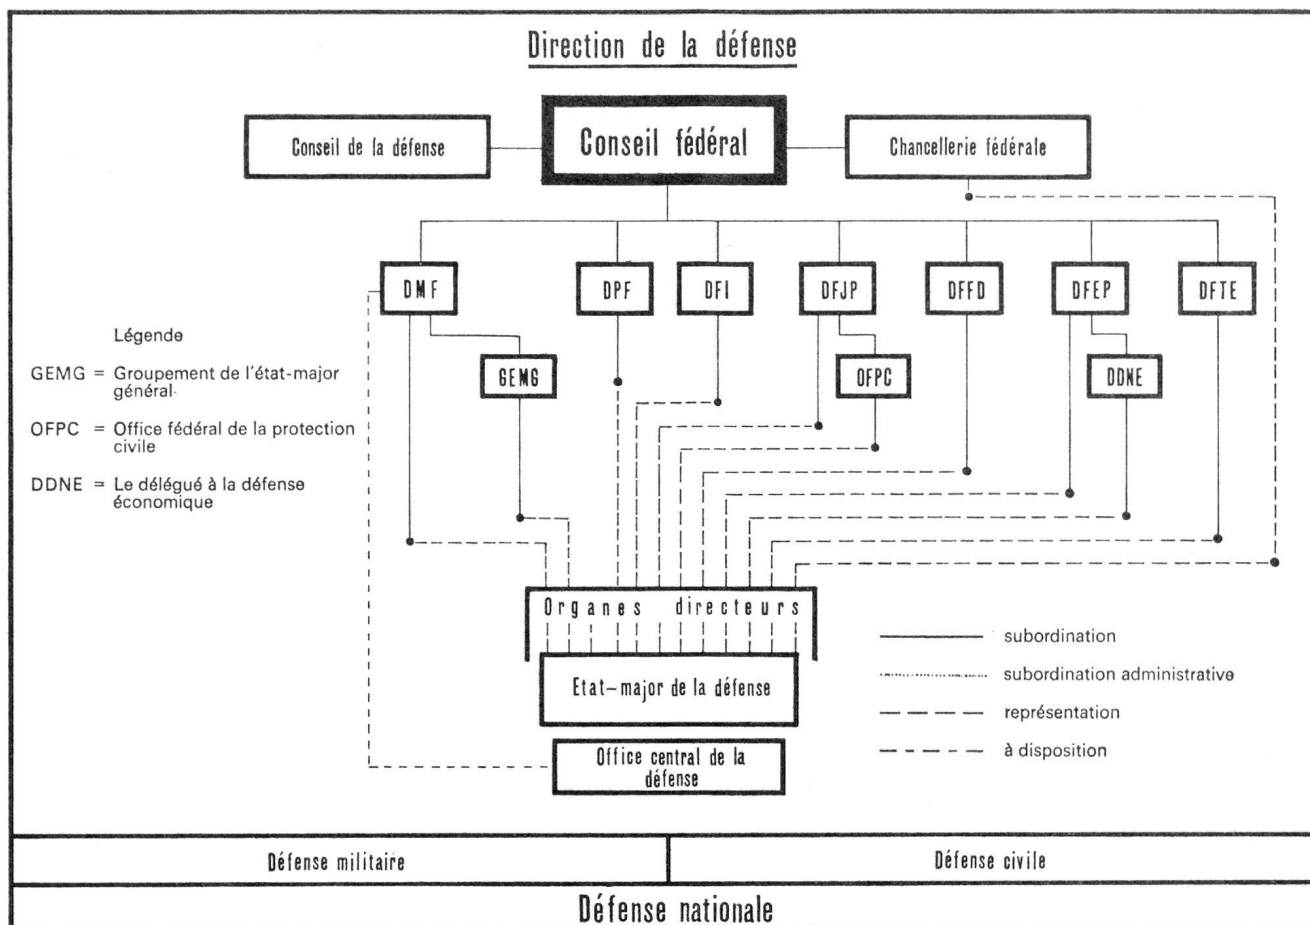 Direction de la défense
Conseil de la défense
Conseil fédéral
Chancellerie fédérale
DMF
DPF
DFI
DFJP
DFFD
DFEP
DFTE
GEMG
OFPC
DDNE
Légende
GEMG = Groupement de l'état-major
général
OFPC = Office fédéral de la protection
civile
DDNE = Le délégué à la défense
économique
Organes directeurs
Etat-major de la défense
Office central de la
défense
subordination
subordination administrative
représentation
à disposition
Défense militaire
Défense civile
Défense nationale